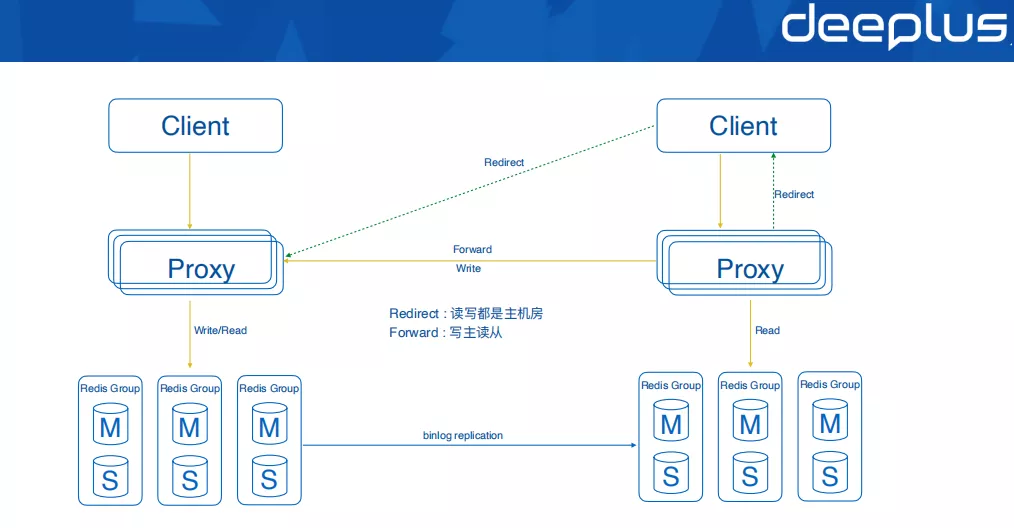 deeplus
Client
Client
Redirect
Redirect
Proxy
Forward
Write
Proxy
Redirect : 读写都是主机房
Forward : 写主读从
Write/Read
Read
Redis Group
Redis Group
Redis Group
Redis Group
Redis Group
Redis Group
M
M
M
M
M
M
binlog replication
S
S
S
S
S
S